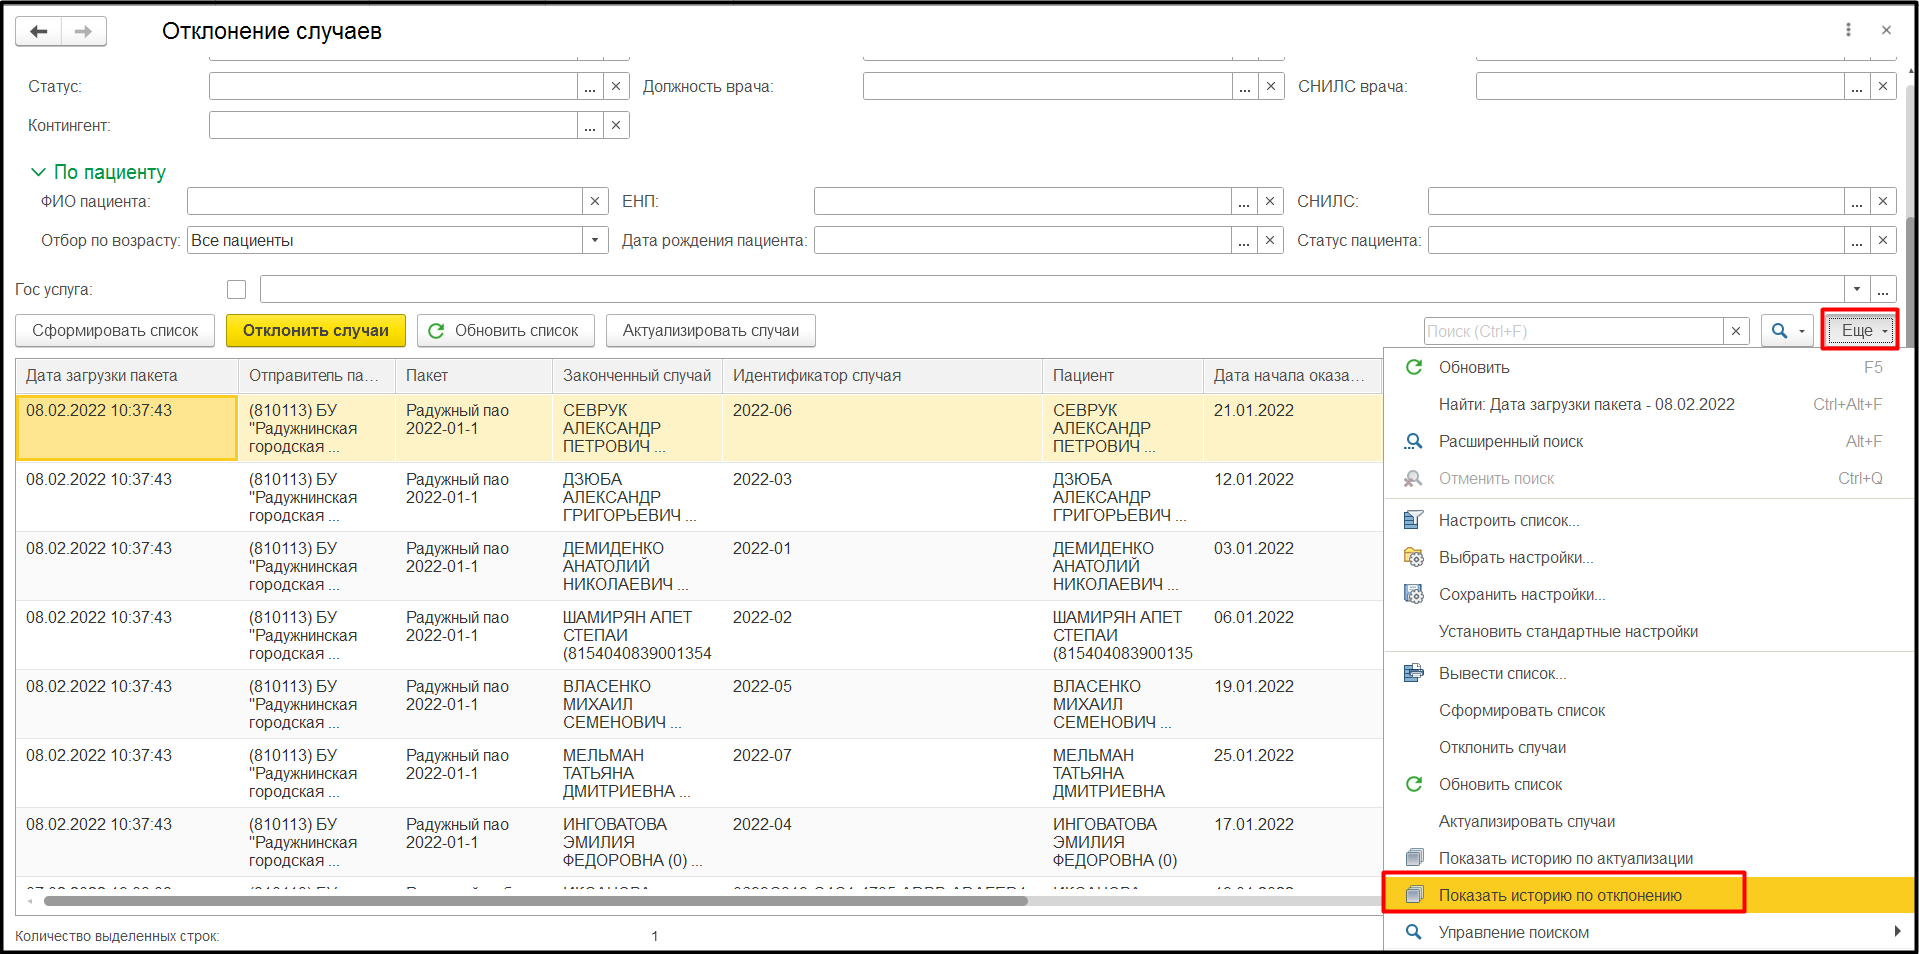 Отклонение случаев
Статус: ... × Должность врача: ... × СНИЛС врача: ... ×
Контингент: ... ×
По пациенту
ФИО пациента: × ЕНП: ... × СНИЛС: ... ×
Отбор по возрасту: Все пациенты Дата рождения пациента: ... × Статус пациента: ... ×
Гос услуга: ...
Сформировать список Отклонить случаи Обновить список Актуализировать случаи Поиск (Ctrl+F) × Еще
Дата загрузки пакета Отправитель па... Пакет Законченный случай Идентификатор случая Пациент Дата начала оказа...
08.02.2022 10:37:43 (810113) БУ Радужный пао СЕВРУК 2022-06 СЕВРУК 21.01.2022
"Радужнинская 2022-01-1 АЛЕКСАНДР АЛЕКСАНДР
городская ... ПЕТРОВИЧ ... ПЕТРОВИЧ ...
08.02.2022 10:37:43 (810113) БУ Радужный пао ДЗЮБА 2022-03 ДЗЮБА 12.01.2022
"Радужнинская 2022-01-1 АЛЕКСАНДР АЛЕКСАНДР
городская ... ГРИГОРЬЕВИЧ ... ГРИГОРЬЕВИЧ ...
08.02.2022 10:37:43 (810113) БУ Радужный пао ДЕМИДЕНКО 2022-01 ДЕМИДЕНКО 03.01.2022
"Радужнинская 2022-01-1 АНАТОЛИЙ АНАТОЛИЙ
городская ... НИКОЛАЕВИЧ ... НИКОЛАЕВИЧ ...
08.02.2022 10:37:43 (810113) БУ Радужный пао ШАМИРЯН АПЕТ 2022-02 ШАМИРЯН АПЕТ 06.01.2022
"Радужнинская 2022-01-1 СТЕПАИ СТЕПАИ
городская ... (8154040839001354 (815404083900135
08.02.2022 10:37:43 (810113) БУ Радужный пао ВЛАСЕНКО 2022-05 ВЛАСЕНКО 19.01.2022
"Радужнинская 2022-01-1 МИХАИЛ МИХАИЛ
городская ... СЕМЕНОВИЧ ... СЕМЕНОВИЧ ...
08.02.2022 10:37:43 (810113) БУ Радужный пао МЕЛЬМАН 2022-07 МЕЛЬМАН 25.01.2022
"Радужнинская 2022-01-1 ТАТЬЯНА ТАТЬЯНА
городская ... ДМИТРИЕВНА ... ДМИТРИЕВНА
08.02.2022 10:37:43 (810113) БУ Радужный пао ИНГОВАТОВА 2022-04 ИНГОВАТОВА 17.01.2022
"Радужнинская 2022-01-1 ЭМИЛИЯ ЭМИЛИЯ
городская ... ФЕДОРОВНА (0) ... ФЕДОРОВНА (0)
Количество выделенных строк: 1
Обновить F5
Найти: Дата загрузки пакета - 08.02.2022 Ctrl+Alt+F
Расширенный поиск Alt+F
Отменить поиск Ctrl+Q
Настроить список...
Выбрать настройки...
Сохранить настройки...
Установить стандартные настройки
Вывести список...
Сформировать список
Отклонить случаи
Обновить список
Актуализировать случаи
Показать историю по актуализации
Показать историю по отклонению
Управление поиском